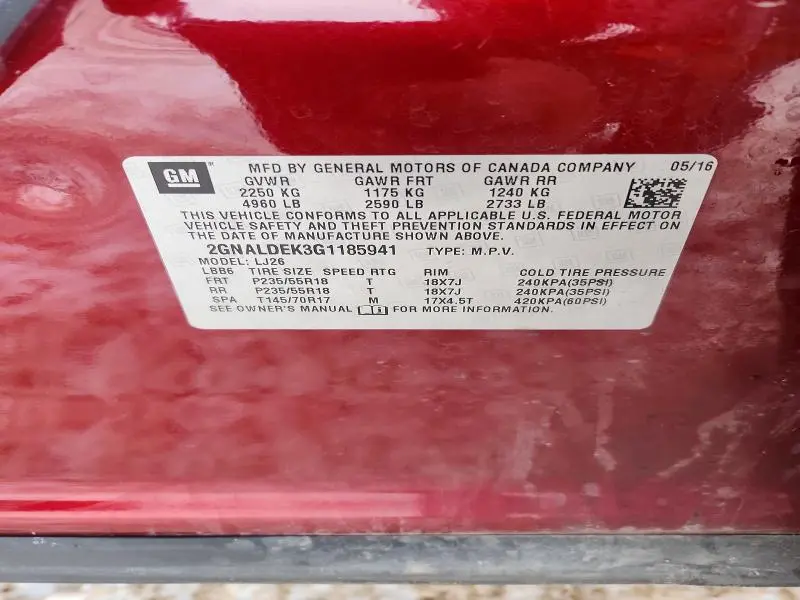 GM
MFD BY GENERAL MOTORS OF CANADA COMPANY 05/16
GVWR GAWR FRT GAWR RR
2250 KG 1175 KG 1240 KG
4960 LB 2590 LB 2733 LB
THIS VEHICLE CONFORMS TO ALL APPLICABLE U.S. FEDERAL MOTOR
VEHICLE SAFETY AND THEFT PREVENTION STANDARDS IN EFFECT ON
THE DATE OF MANUFACTURE SHOWN ABOVE.
2GNALDEK3G1185941 TYPE: M.P.V.
MODEL: LJ26
LBB6 TIRE SIZE SPEED RTG RIM COLD TIRE PRESSURE
FRT P235/55R18 T 18X7J 240KPA(35PSI)
RR P235/55R18 T 18X7J 240KPA(35PSI)
SPA T145/70R17 M 17X4.5T 420KPA(60PSI)
SEE OWNER'S MANUAL FOR MORE INFORMATION.